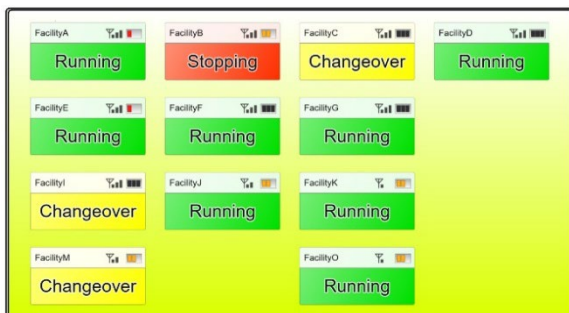 FacilityA
Running
FacilityB
Stopping
FacilityC
Changeover
FacilityD
Running
FacilityE
Running
FacilityF
Running
FacilityG
Running
FacilityI
Changeover
FacilityJ
Running
FacilityK
Running
FacilityM
Changeover
FacilityO
Running